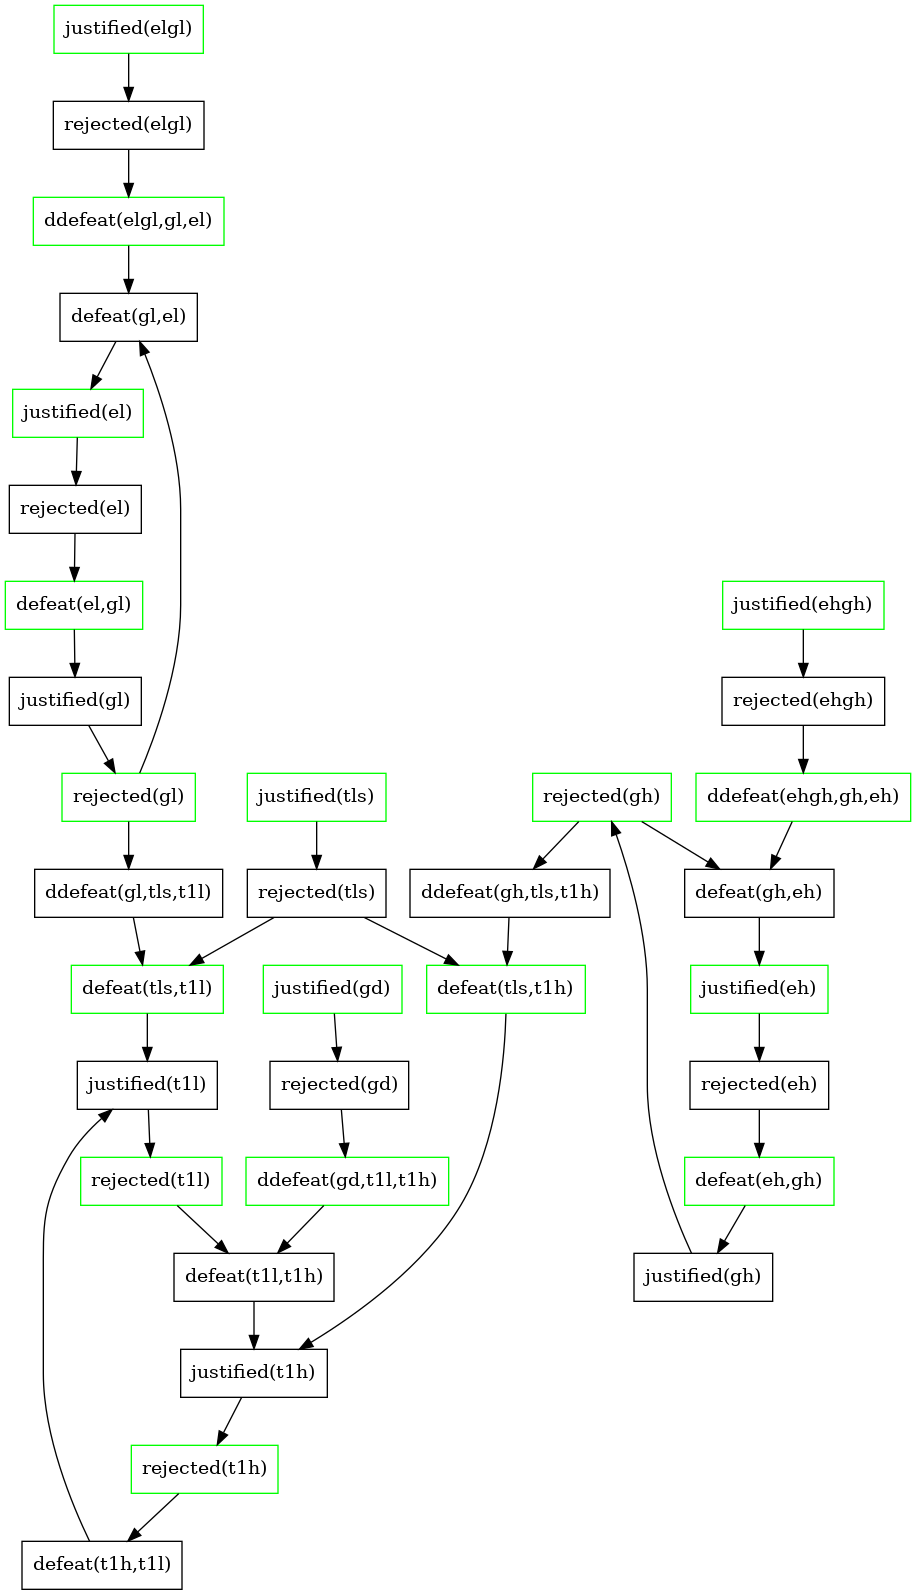 justified(elgl)
rejected(elgl)
ddefeat(elgl,gl,el)
defeat(gl,el)
justified(el)
rejected(el)
defeat(el,gl)
justified(ehgh)
justified(gl)
rejected(ehgh)
rejected(gl)
justified(tls)
rejected(gh)
ddefeat(ehgh,gh,eh)
ddefeat(gl,tls,t1l)
rejected(tls)
ddefeat(gh,tls,t1h)
defeat(gh,eh)
defeat(tls,t1l)
justified(gd)
defeat(tls,t1h)
justified(eh)
justified(t1l)
rejected(gd)
rejected(eh)
rejected(t1l)
ddefeat(gd,t1l,t1h)
defeat(eh,gh)
defeat(t1l,t1h)
justified(gh)
justified(t1h)
rejected(t1h)
defeat(t1h,t1l)